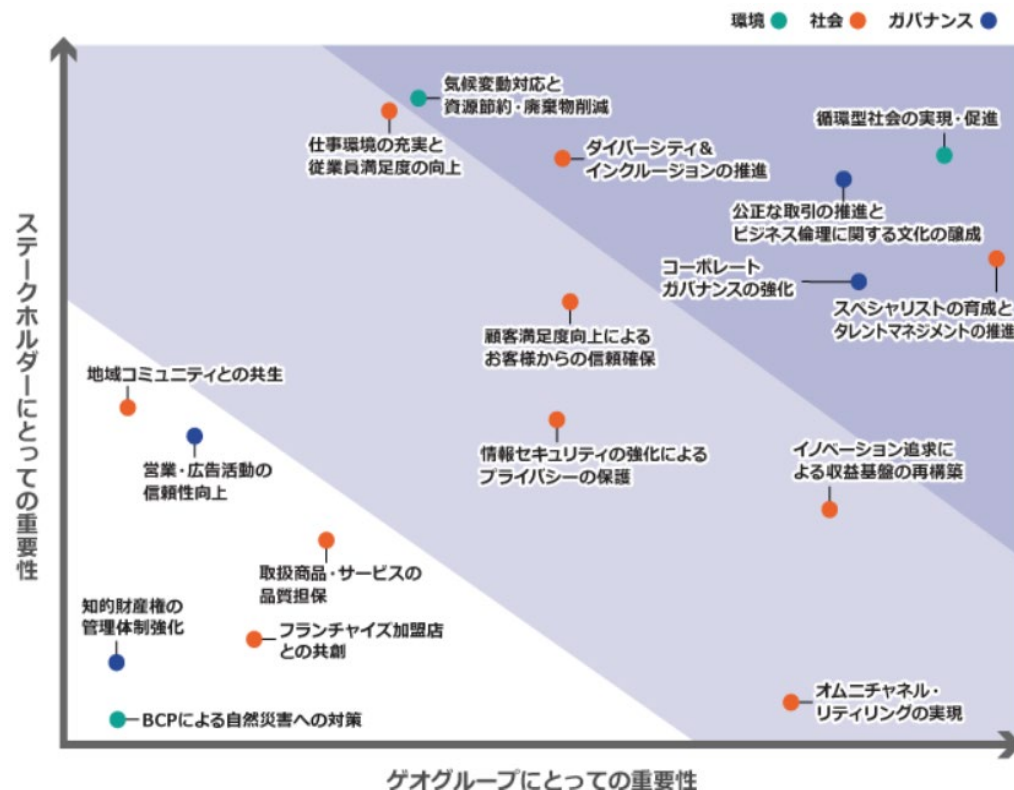 環境
社会
ガバナンス
気候変動対応と
資源節約・廃棄物削減
仕事環境の充実と
従業員満足度の向上
ダイバーシティ&
インクルージョンの推進
循環型社会の実現・促進
公正な取引の推進と
ビジネス倫理に関する文化の醸成
コーポレート
ガバナンスの強化
スペシャリストの育成と
タレントマネジメントの推進
顧客満足度向上による
お客様からの信頼確保
地域コミュニティとの共生
営業・広告活動の
信頼性向上
情報セキュリティの強化による
プライバシーの保護
イノベーション追求に
よる収益基盤の再構築
取扱商品・サービスの
品質担保
知的財産権の
管理体制強化
フランチャイズ加盟店
との共創
オムニチャネル・
リティリングの実現
BCPによる自然災害への対策
ステークホルダーにとっての重要性
ゲオグループにとっての重要性